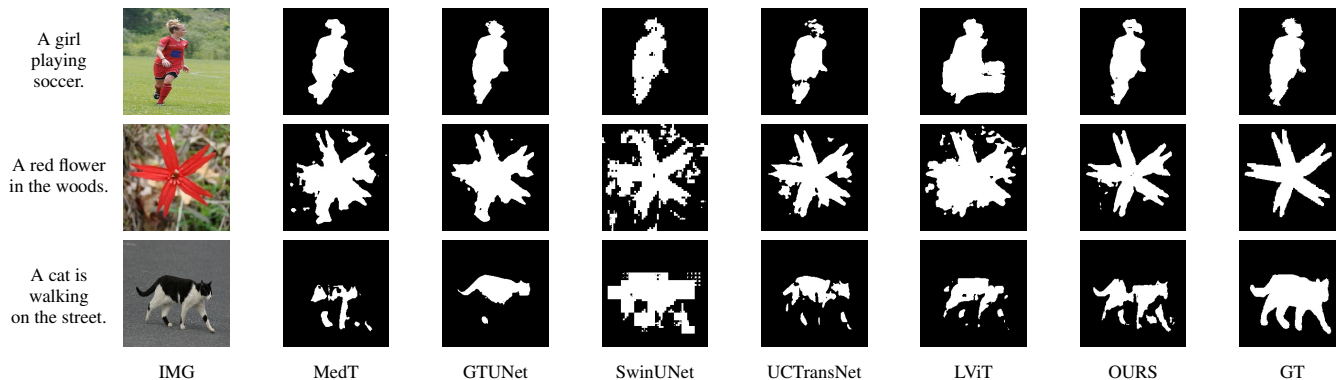 A girl
playing
soccer.
A red flower
in the woods.
A cat is
walking
on the street.
IMG MedT GTUNet SwinUNet UCTransNet LViT OURS GT